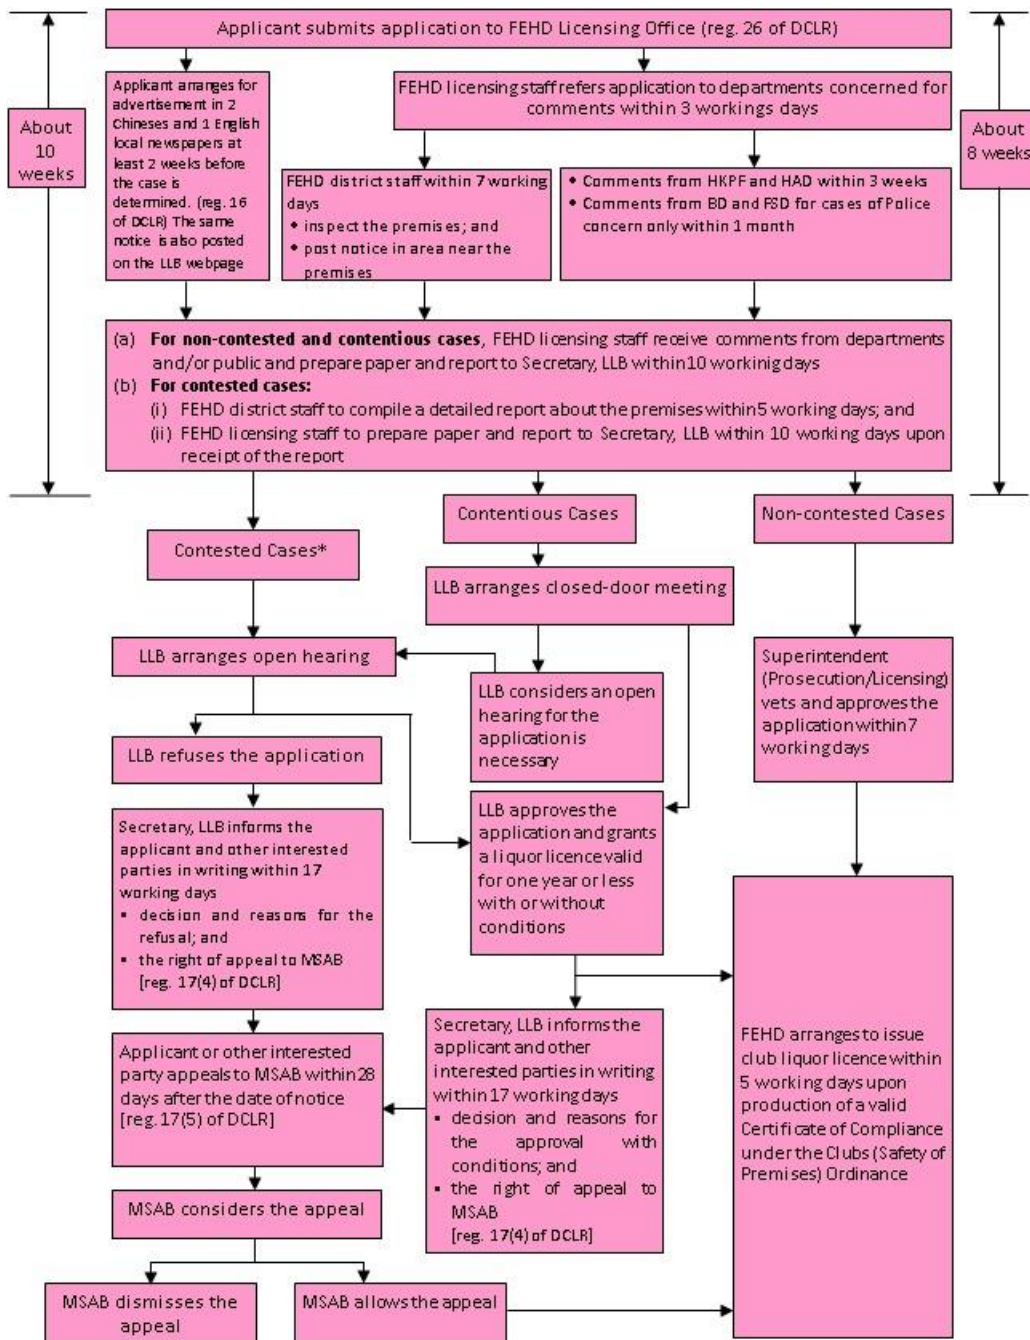 Applicant submits application to FEHD Licensing Office (reg. 26 of DCLR)
About
10
weeks
Applicant arranges for
advertisement in 2
Chineses and 1 English
local newspapers at
least 2 weeks before
the case is
determined. (reg. 16
of DCLR) The same
notice is also posted
on the LLB webpage
FEHD licensing staff refers application to departments concerned for
comments within 3 workings days
About
8 weeks
FEHD district staff within 7 working
days
• inspect the premises; and
• post notice in area near the
premises
• Comments from HKPF and HAD within 3 weeks
• Comments from BD and FSD for cases of Police
concern only within 1 month
(a) For non-contested and contentious cases, FEHD licensing staff receive comments from departments
and/or public and prepare paper and report to Secretary, LLB within 10 workinig days
(b) For contested cases:
(i) FEHD district staff to compile a detailed report about the premises within 5 working days; and
(ii) FEHD licensing staff to prepare paper and report to Secretary, LLB within 10 working days upon
receipt of the report
Contested Cases*
Contentious Cases
Non-contested Cases
LLB arranges closed-door meeting
LLB arranges open hearing
LLB considers an open
hearing for the
application is
necessary
Superintendent
(Prosecution/Licensing)
vets and approves the
application within 7
working days
LLB refuses the application
LLB approves the
application and grants
a liquor licence valid
for one year or less
with or without
conditions
Secretary, LLB informs the
applicant and other interested
parties in writing within 17
working days
▪ decision and reasons for the
refusal; and
▪ the right of appeal to MSAB
[reg. 17(4) of DCLR]
Applicant or other interested
party appeals to MSAB within 28
days after the date of notice
[reg. 17(5) of DCLR]
Secretary, LLB informs the
applicant and other
interested parties in writing
within 17 working days
▪ decision and reasons for
the approval with
conditions; and
▪ the right of appeal to
MSAB
[reg. 17(4) of DCLR]
FEHD arranges to issue
club liquor licence within
5 working days upon
production of a valid
Certificate of Compliance
under the Clubs (Safety of
Premises) Ordinance
MSAB considers the appeal
MSAB dismisses the
appeal
MSAB allows the appeal